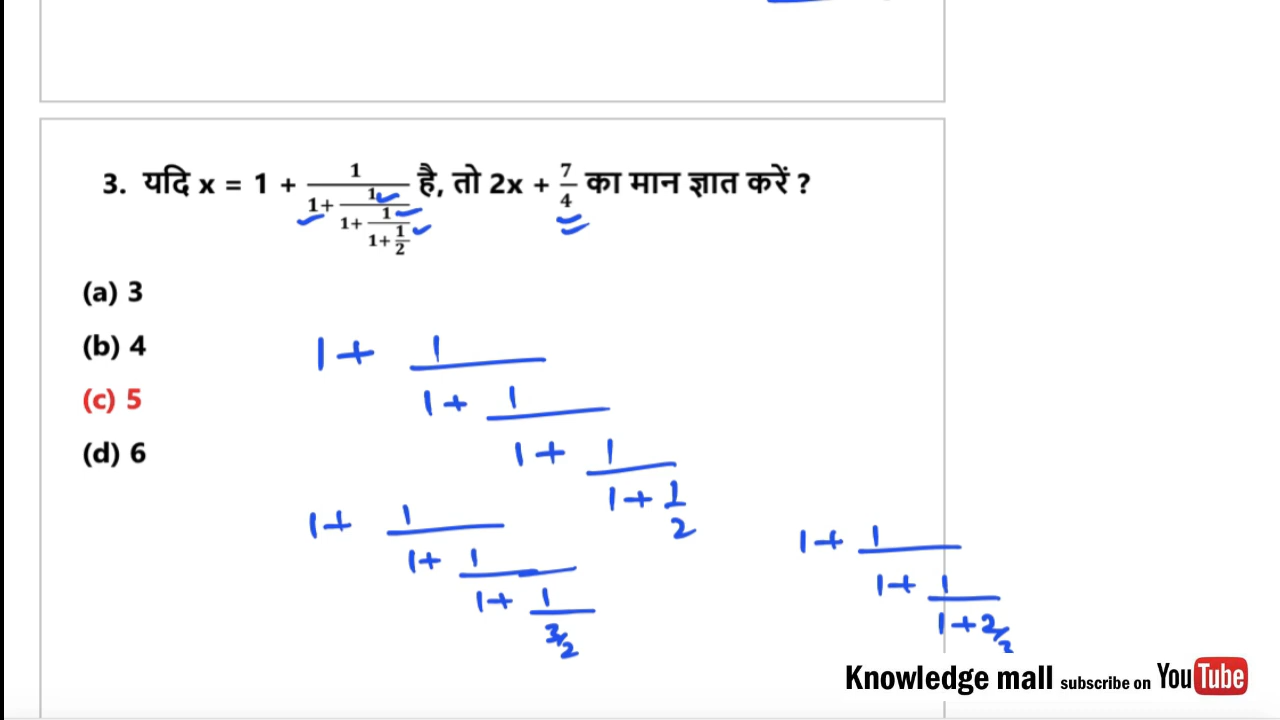 3. यदि x = 1 + 1/(1+1/(1+1/(1+1/2))) है, तो 2x + 7/4 का मान ज्ञात करें ?
(a) 3
(b) 4
(c) 5
(d) 6
1 + 1/(1 + 1/(1 + 1/(1 + 1/2)))
1 + 1/(1 + 1/(1 + 1/(3/2)))
1 + 1/(1 + 1/(1 + 2/3))
Knowledge mall subscribe on YouTube